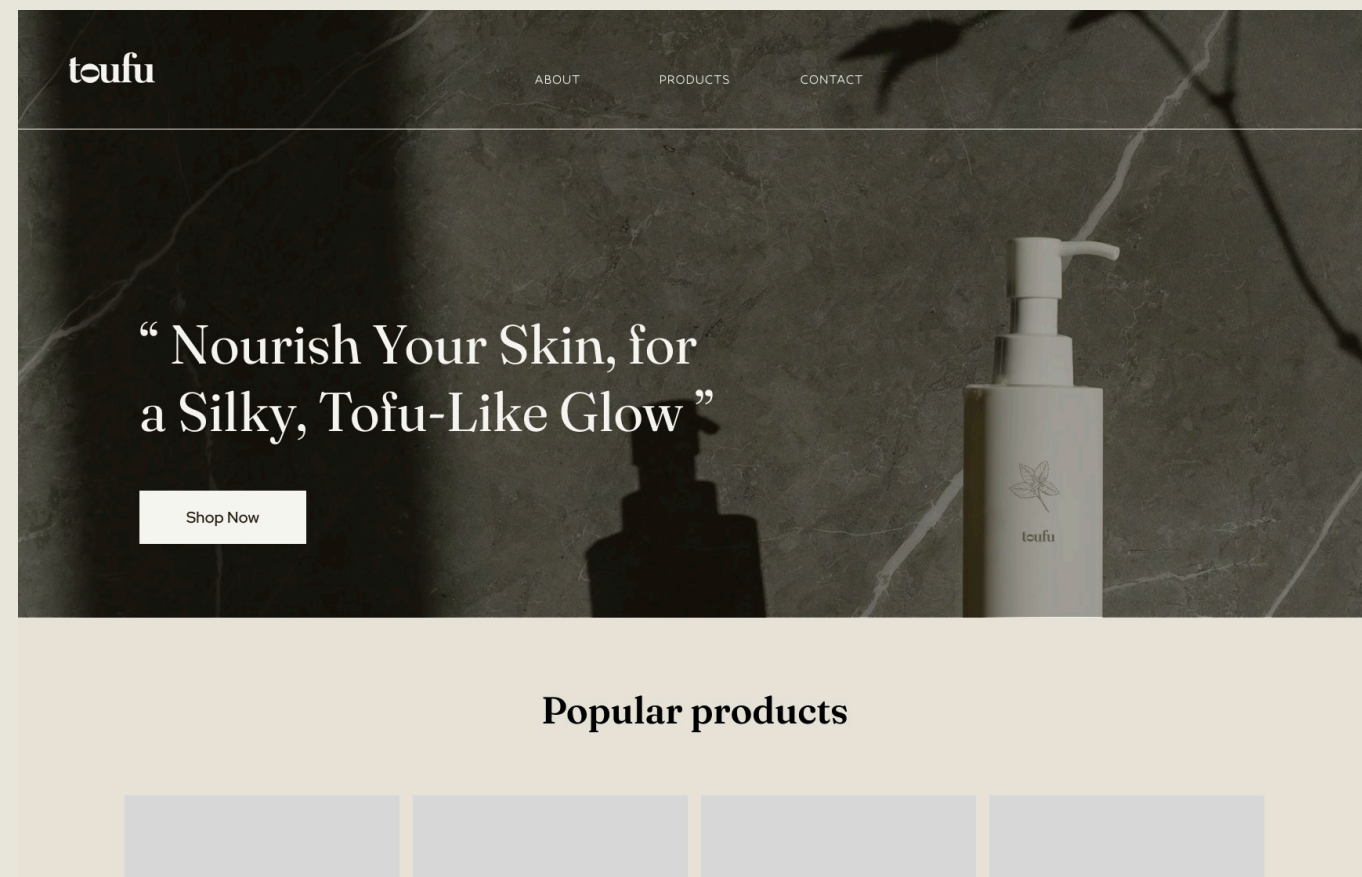 toufu
ABOUT PRODUCTS CONTACT
“ Nourish Your Skin, for
a Silky, Tofu-Like Glow ”
Shop Now
toufu
Popular products